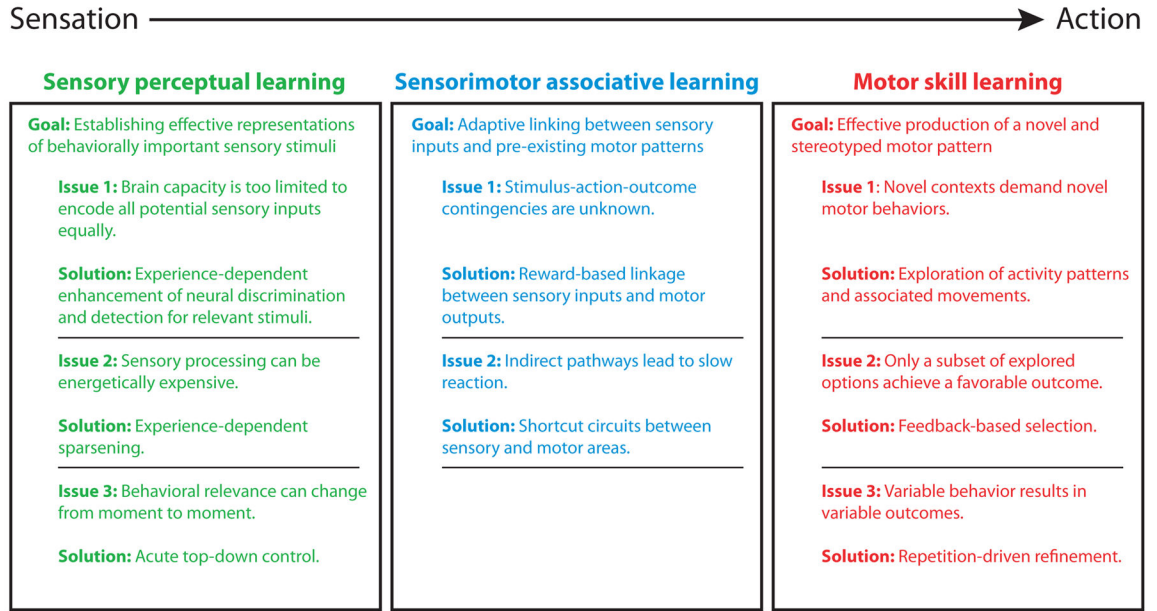 Sensation Action
Sensory perceptual learning
Goal: Establishing effective representations
of behaviorally important sensory stimuli
Issue 1: Brain capacity is too limited to
encode all potential sensory inputs
equally.
Solution: Experience-dependent
enhancement of neural discrimination
and detection for relevant stimuli.
Issue 2: Sensory processing can be
energetically expensive.
Solution: Experience-dependent
sparsening.
Issue 3: Behavioral relevance can change
from moment to moment.
Solution: Acute top-down control.
Sensorimotor associative learning
Goal: Adaptive linking between sensory
inputs and pre-existing motor patterns
Issue 1: Stimulus-action-outcome
contingencies are unknown.
Solution: Reward-based linkage
between sensory inputs and motor
outputs.
Issue 2: Indirect pathways lead to slow
reaction.
Solution: Shortcut circuits between
sensory and motor areas.
Motor skill learning
Goal: Effective production of a novel and
stereotyped motor pattern
Issue 1: Novel contexts demand novel
motor behaviors.
Solution: Exploration of activity patterns
and associated movements.
Issue 2: Only a subset of explored
options achieve a favorable outcome.
Solution: Feedback-based selection.
Issue 3: Variable behavior results in
variable outcomes.
Solution: Repetition-driven refinement.